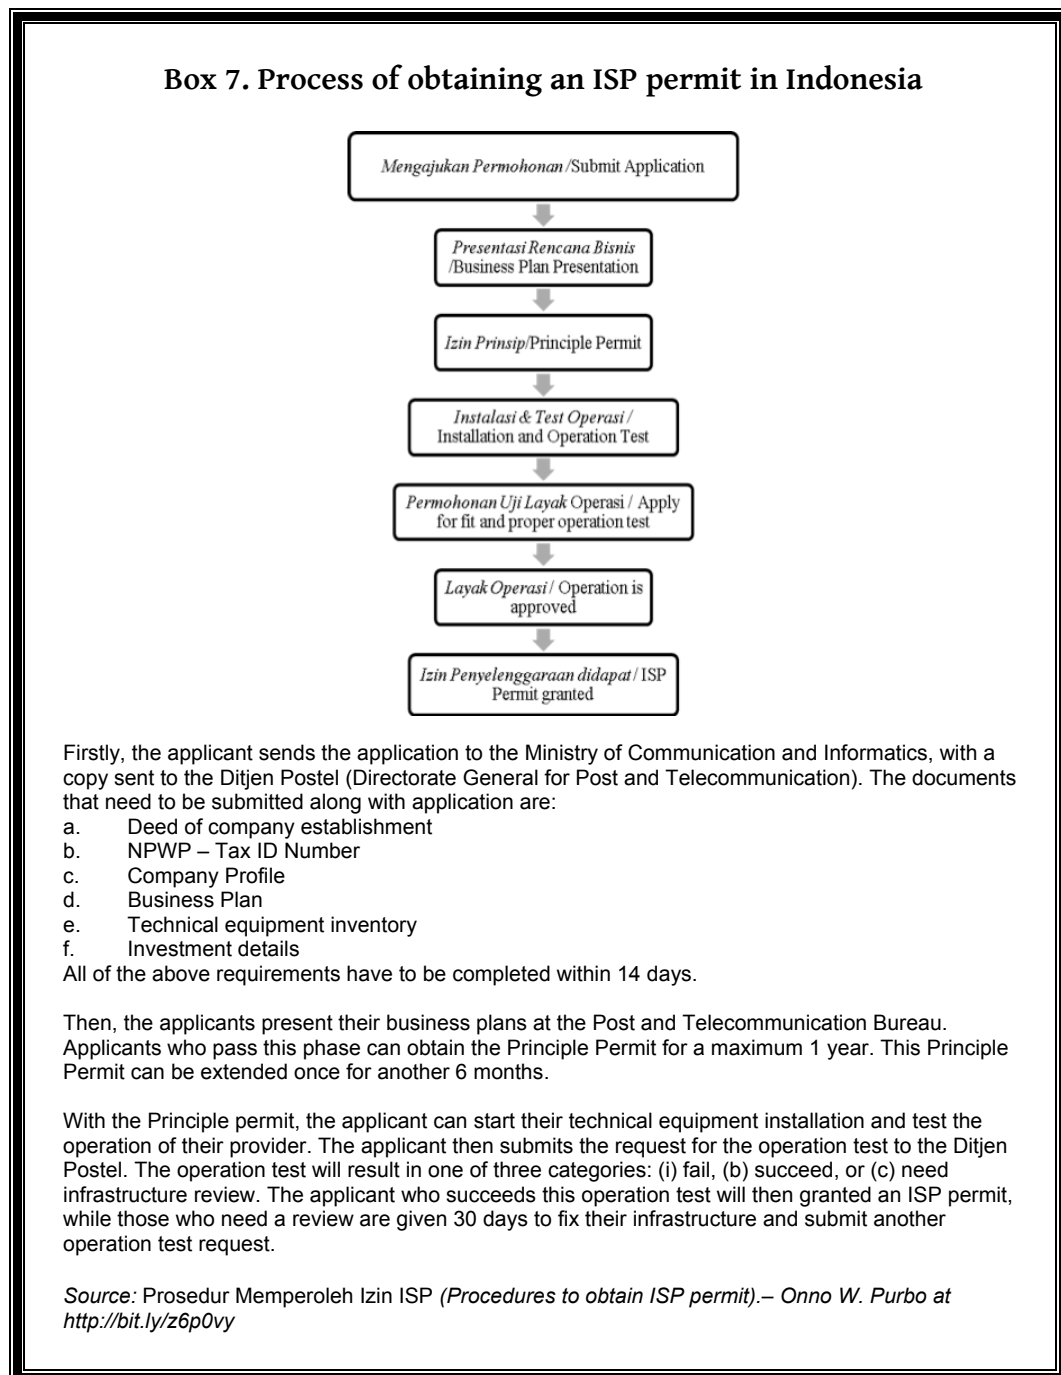 Box 7. Process of obtaining an ISP permit in Indonesia
Mengajukan Permohonan /Submit Application
Presentasi Rencana Bisnis
/Business Plan Presentation
Izin Prinsip/Principle Permit
Instalasi & Test Operasi /
Installation and Operation Test
Permohonan Uji Layak Operasi / Apply
for fit and proper operation test
Layak Operasi / Operation is
approved
Izin Penyelenggaraan didapat / ISP
Permit granted
Firstly, the applicant sends the application to the Ministry of Communication and Informatics, with a
copy sent to the Ditjen Postel (Directorate General for Post and Telecommunication). The documents
that need to be submitted along with application are:
a. Deed of company establishment
b. NPWP – Tax ID Number
c. Company Profile
d. Business Plan
e. Technical equipment inventory
f. Investment details
All of the above requirements have to be completed within 14 days.
Then, the applicants present their business plans at the Post and Telecommunication Bureau.
Applicants who pass this phase can obtain the Principle Permit for a maximum 1 year. This Principle
Permit can be extended once for another 6 months.
With the Principle permit, the applicant can start their technical equipment installation and test the
operation of their provider. The applicant then submits the request for the operation test to the Ditjen
Postel. The operation test will result in one of three categories: (i) fail, (b) succeed, or (c) need
infrastructure review. The applicant who succeeds this operation test will then granted an ISP permit,
while those who need a review are given 30 days to fix their infrastructure and submit another
operation test request.
Source: Prosedur Memperoleh Izin ISP (Procedures to obtain ISP permit).– Onno W. Purbo at
http://bit.ly/z6p0vy